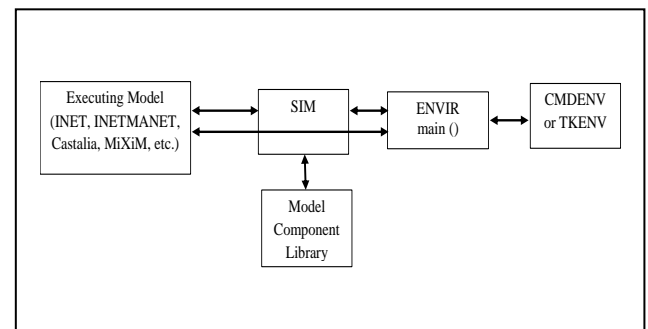 Executing Model
(INET, INETMANET,
Castalia, MiXiM, etc.)
SIM
ENVIR
main ()
CMDENV
or TKENV
Model
Component
Library